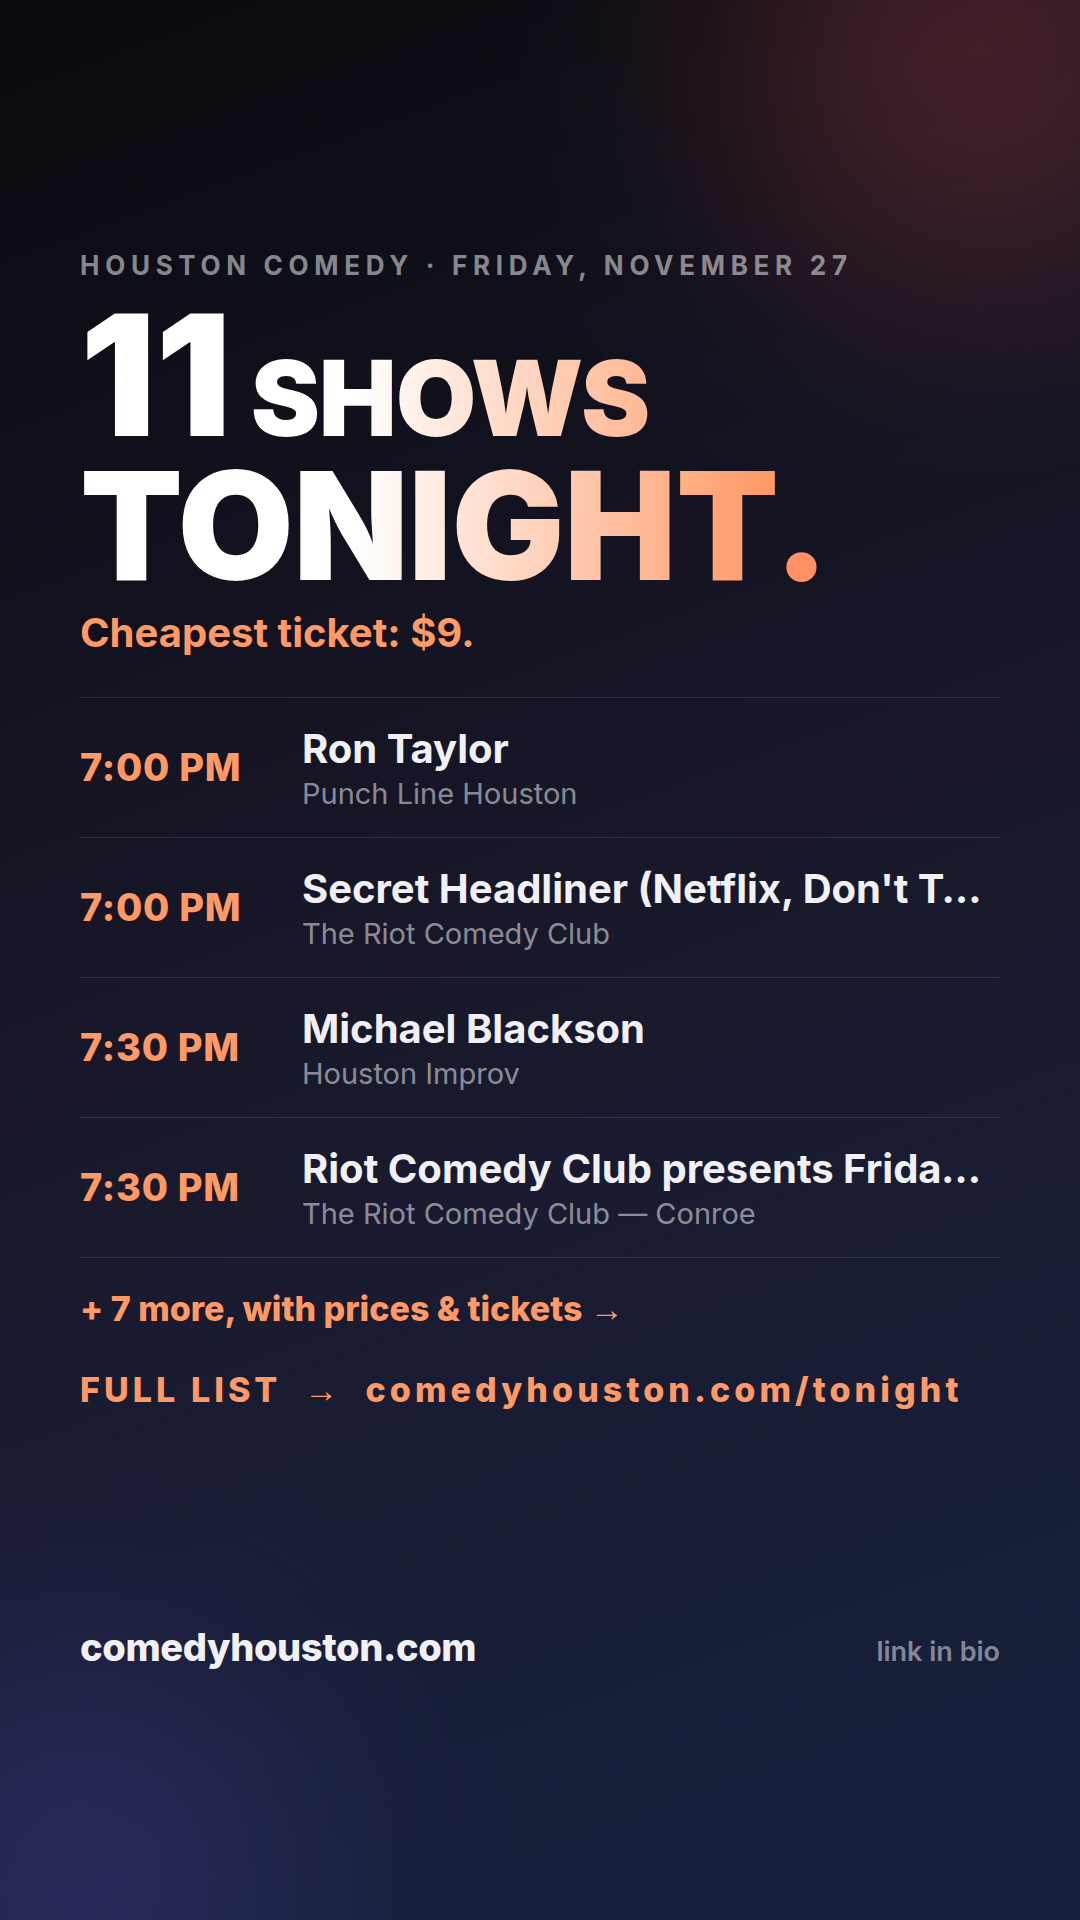 HOUSTON COMEDY · FRIDAY, NOVEMBER 27
11 SHOWS
TONIGHT.
Cheapest ticket: $9.
7:00 PM
Ron Taylor
Punch Line Houston
7:00 PM
Secret Headliner (Netflix, Don't T...
The Riot Comedy Club
7:30 PM
Michael Blackson
Houston Improv
7:30 PM
Riot Comedy Club presents Frida...
The Riot Comedy Club — Conroe
+ 7 more, with prices & tickets →
FULL LIST → comedyhouston.com/tonight
comedyhouston.com
link in bio